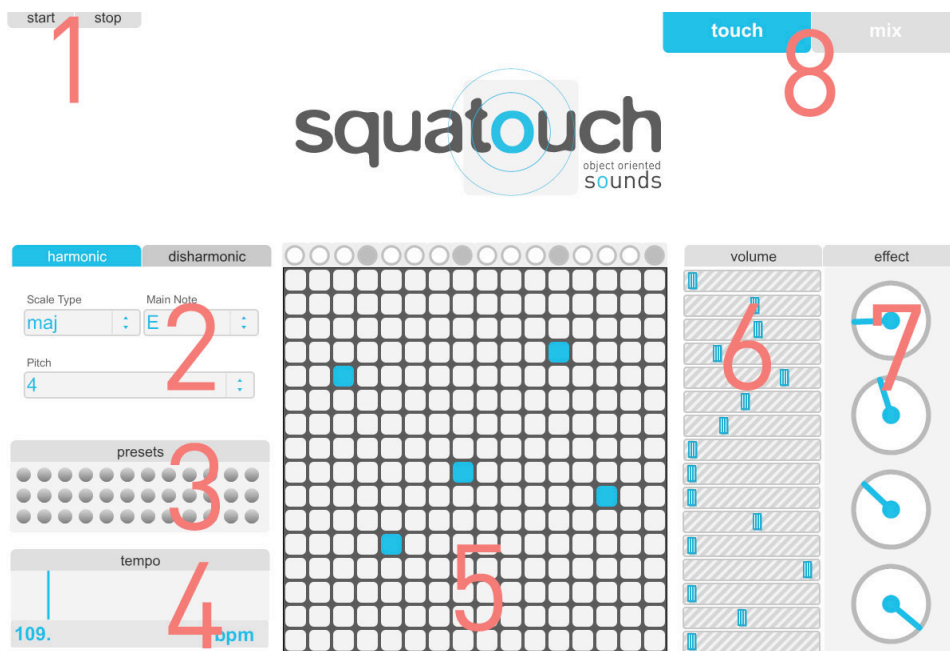 start stop
1
touch mix
8
squatouch
object oriented
sounds
harmonic disharmonic
Scale Type Main Note
maj E
2
Pitch
4
presets
3
tempo
4
109. bpm
5
volume effect
6
7